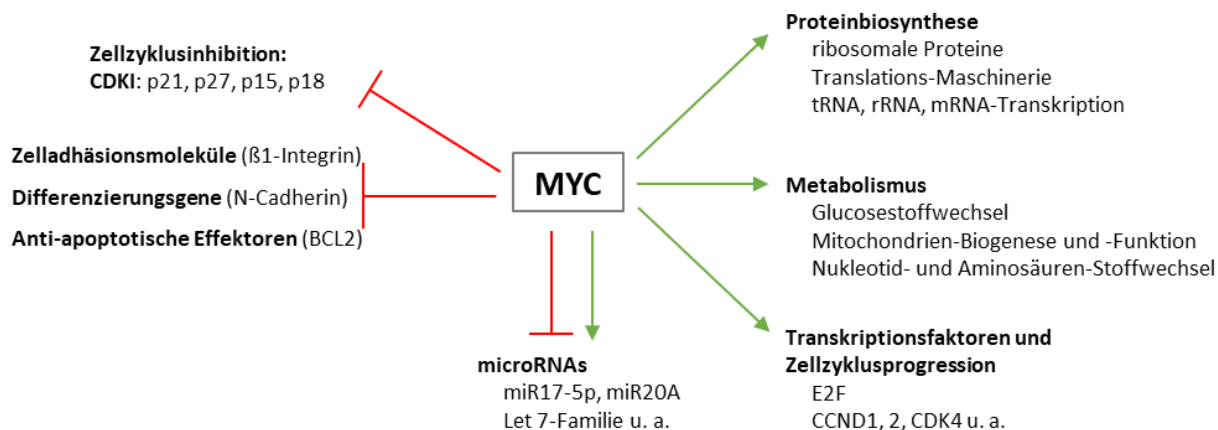 Zellzyklusinhibition:
CDKI: p21, p27, p15, p18
Zelladhäsionsmoleküle (ß1-Integrin)
Differenzierungsgene (N-Cadherin)
Anti-apoptotische Effektoren (BCL2)
MYC
microRNAs
miR17-5p, miR20A
Let 7-Familie u. a.
Proteinbiosynthese
ribosomale Proteine
Translations-Maschinerie
tRNA, rRNA, mRNA-Transkription
Metabolismus
Glucosestoffwechsel
Mitochondrien-Biogenese und -Funktion
Nukleotid- und Aminosäuren-Stoffwechsel
Transkriptionsfaktoren und
Zellzyklusprogression
E2F
CCND1, 2, CDK4 u. a.